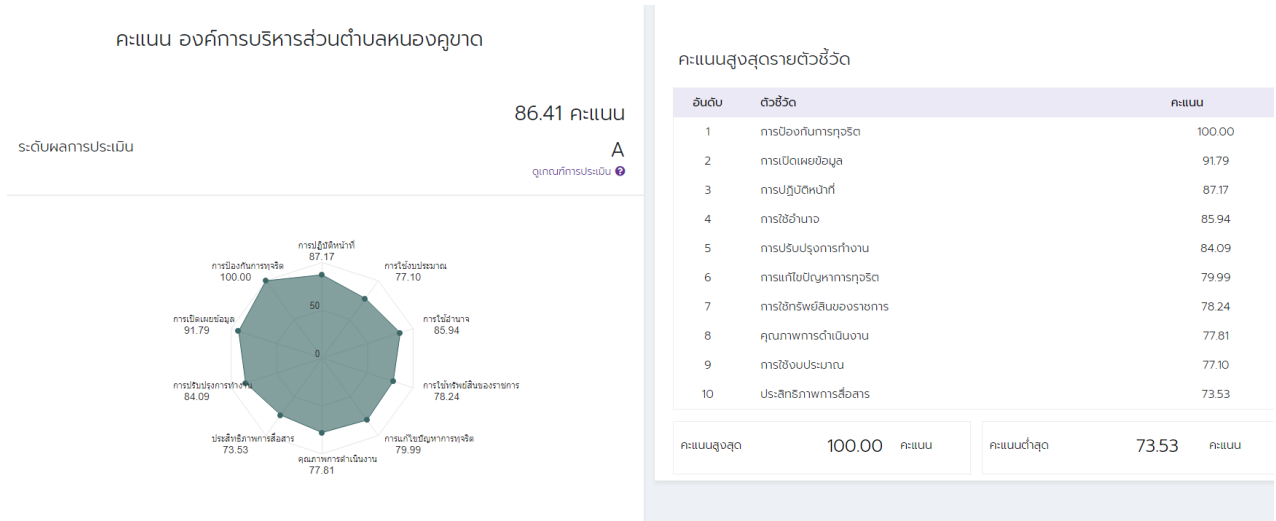 คะแนน องค์การบริหารส่วนตำบลหนองคูขาด
86.41 คะแนน
ระดับผลการประเมิน
A
ดูเกณฑ์การประเมิน ?
การปฏิบัติหน้าที่
87.17
การป้องกันการทุจริต
100.00
การใช้งบประมาณ
77.10
50
การเปิดเผยข้อมูล
91.79
การใช้อำนาจ
85.94
0
การปรับปรุงการทำงาน
84.09
การใช้ทรัพย์สินของราชการ
78.24
ประสิทธิภาพการสื่อสาร
73.53
การแก้ไขปัญหาการทุจริต
79.99
คุณภาพการดำเนินงาน
77.81
คะแนนสูงสุดรายตัวชี้วัด
อันดับ ตัวชี้วัด คะแนน
1 การป้องกันการทุจริต 100.00
2 การเปิดเผยข้อมูล 91.79
3 การปฏิบัติหน้าที่ 87.17
4 การใช้อำนาจ 85.94
5 การปรับปรุงการทำงาน 84.09
6 การแก้ไขปัญหาการทุจริต 79.99
7 การใช้ทรัพย์สินของราชการ 78.24
8 คุณภาพการดำเนินงาน 77.81
9 การใช้งบประมาณ 77.10
10 ประสิทธิภาพการสื่อสาร 73.53
คะแนนสูงสุด 100.00 คะแนน
คะแนนต่ำสุด 73.53 คะแนน